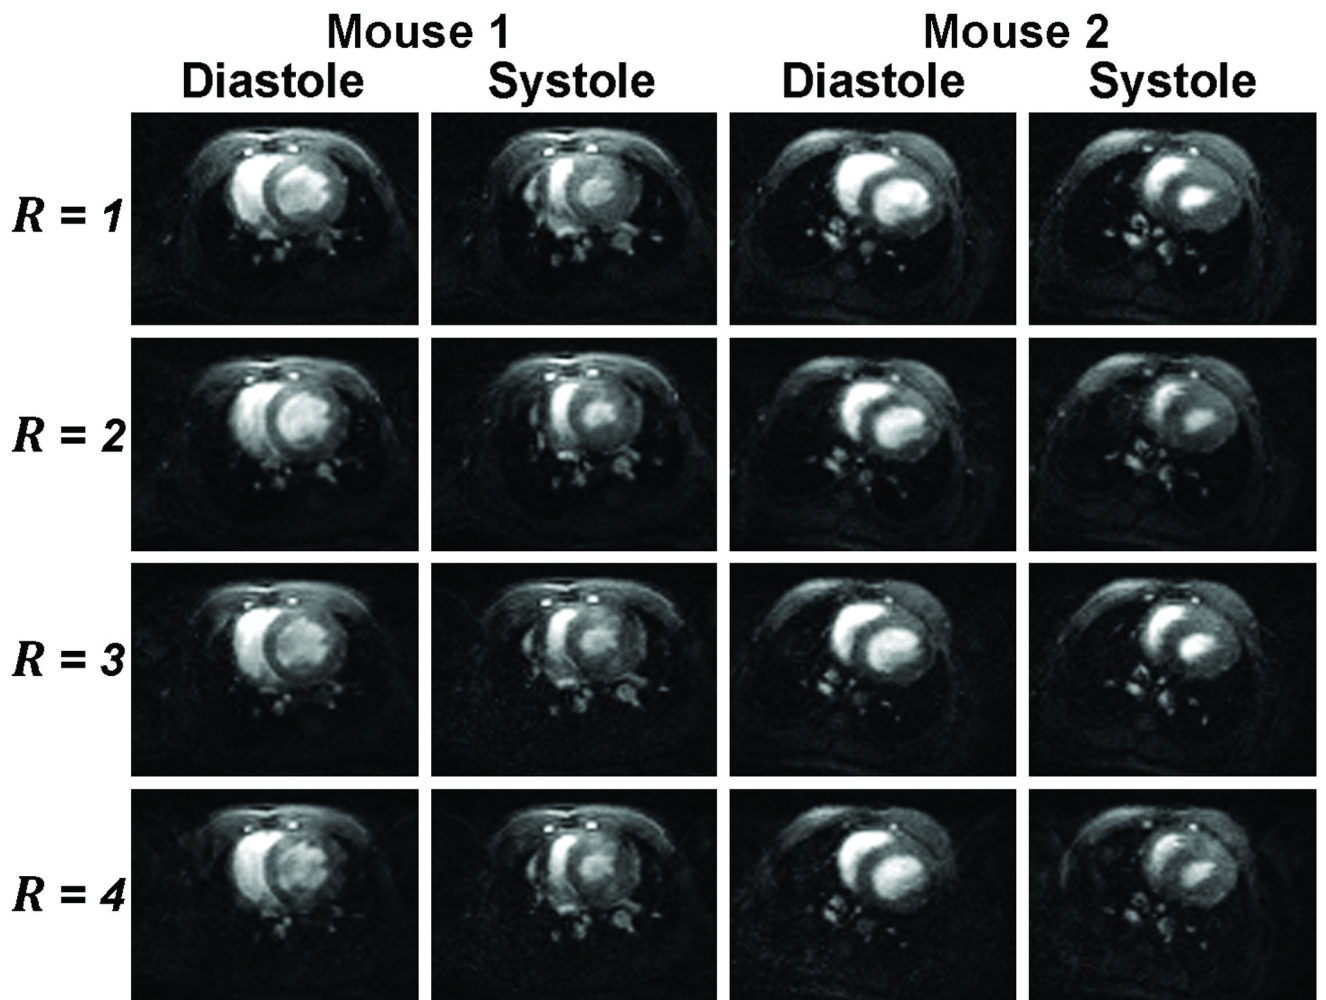 Mouse 1 Mouse 2
Diastole Systole Diastole Systole
R = 1
R = 2
R = 3
R = 4